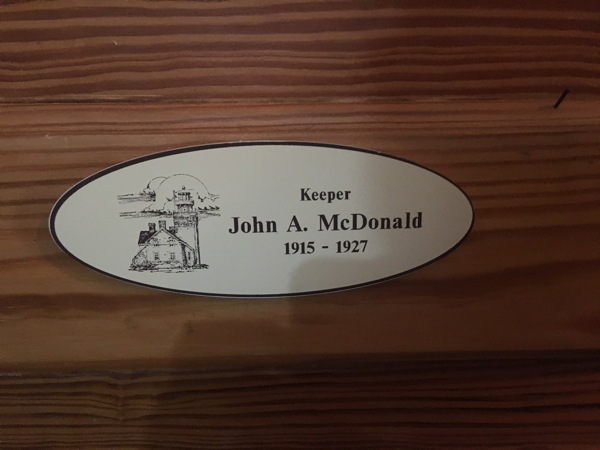 Keeper
John A. McDonald
1915 - 1927